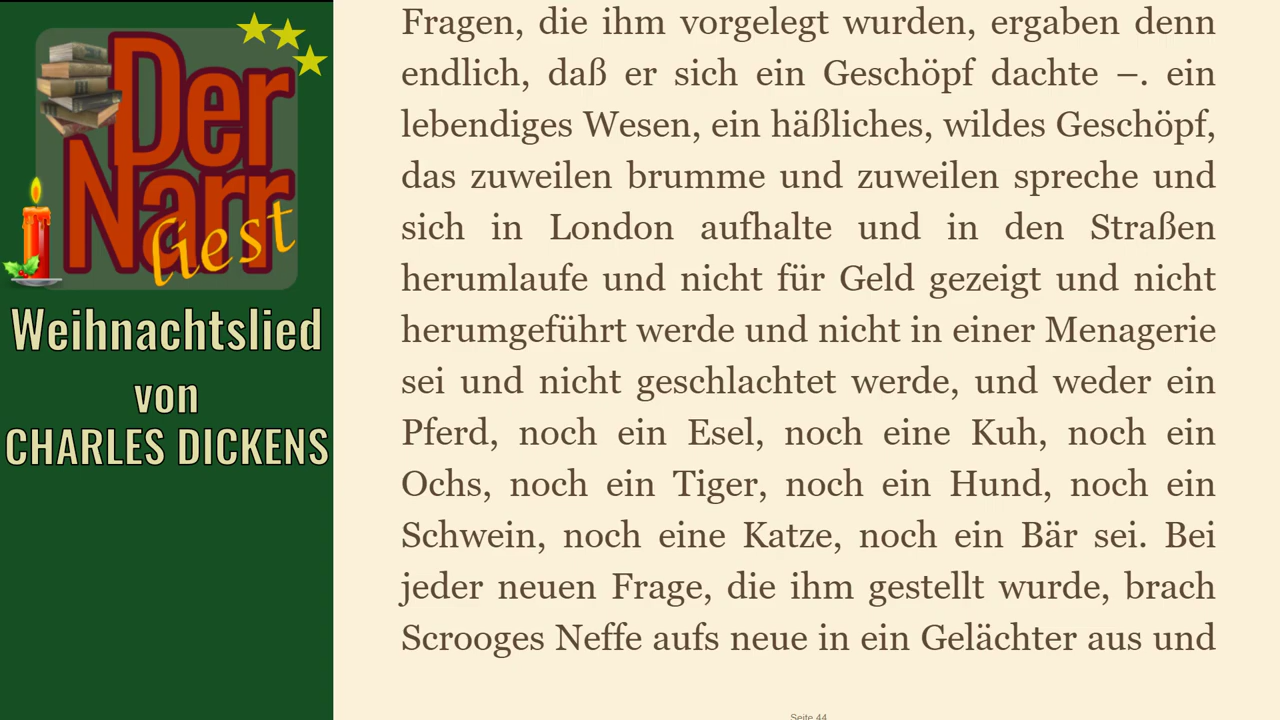 Der
Narr
liest
Weihnachtslied
von
CHARLES DICKENS
Fragen, die ihm vorgelegt wurden, ergaben denn
endlich, daß er sich ein Geschöpf dachte –. ein
lebendiges Wesen, ein häßliches, wildes Geschöpf,
das zuweilen brumme und zuweilen spreche und
sich in London aufhalte und in den Straßen
herumlaufe und nicht für Geld gezeigt und nicht
herumgeführt werde und nicht in einer Menagerie
sei und nicht geschlachtet werde, und weder ein
Pferd, noch ein Esel, noch eine Kuh, noch ein
Ochs, noch ein Tiger, noch ein Hund, noch ein
Schwein, noch eine Katze, noch ein Bär sei. Bei
jeder neuen Frage, die ihm gestellt wurde, brach
Scrooges Neffe aufs neue in ein Gelächter aus und
Seite 44